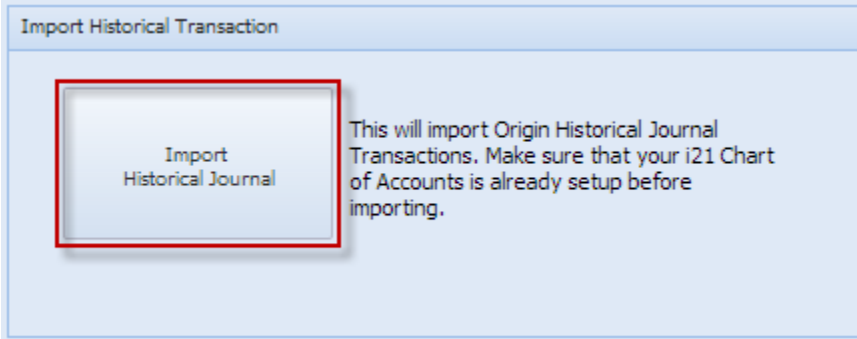 Import Historical Transaction
Import
Historical Journal
This will import Origin Historical Journal
Transactions. Make sure that your i21 Chart
of Accounts is already setup before
importing.